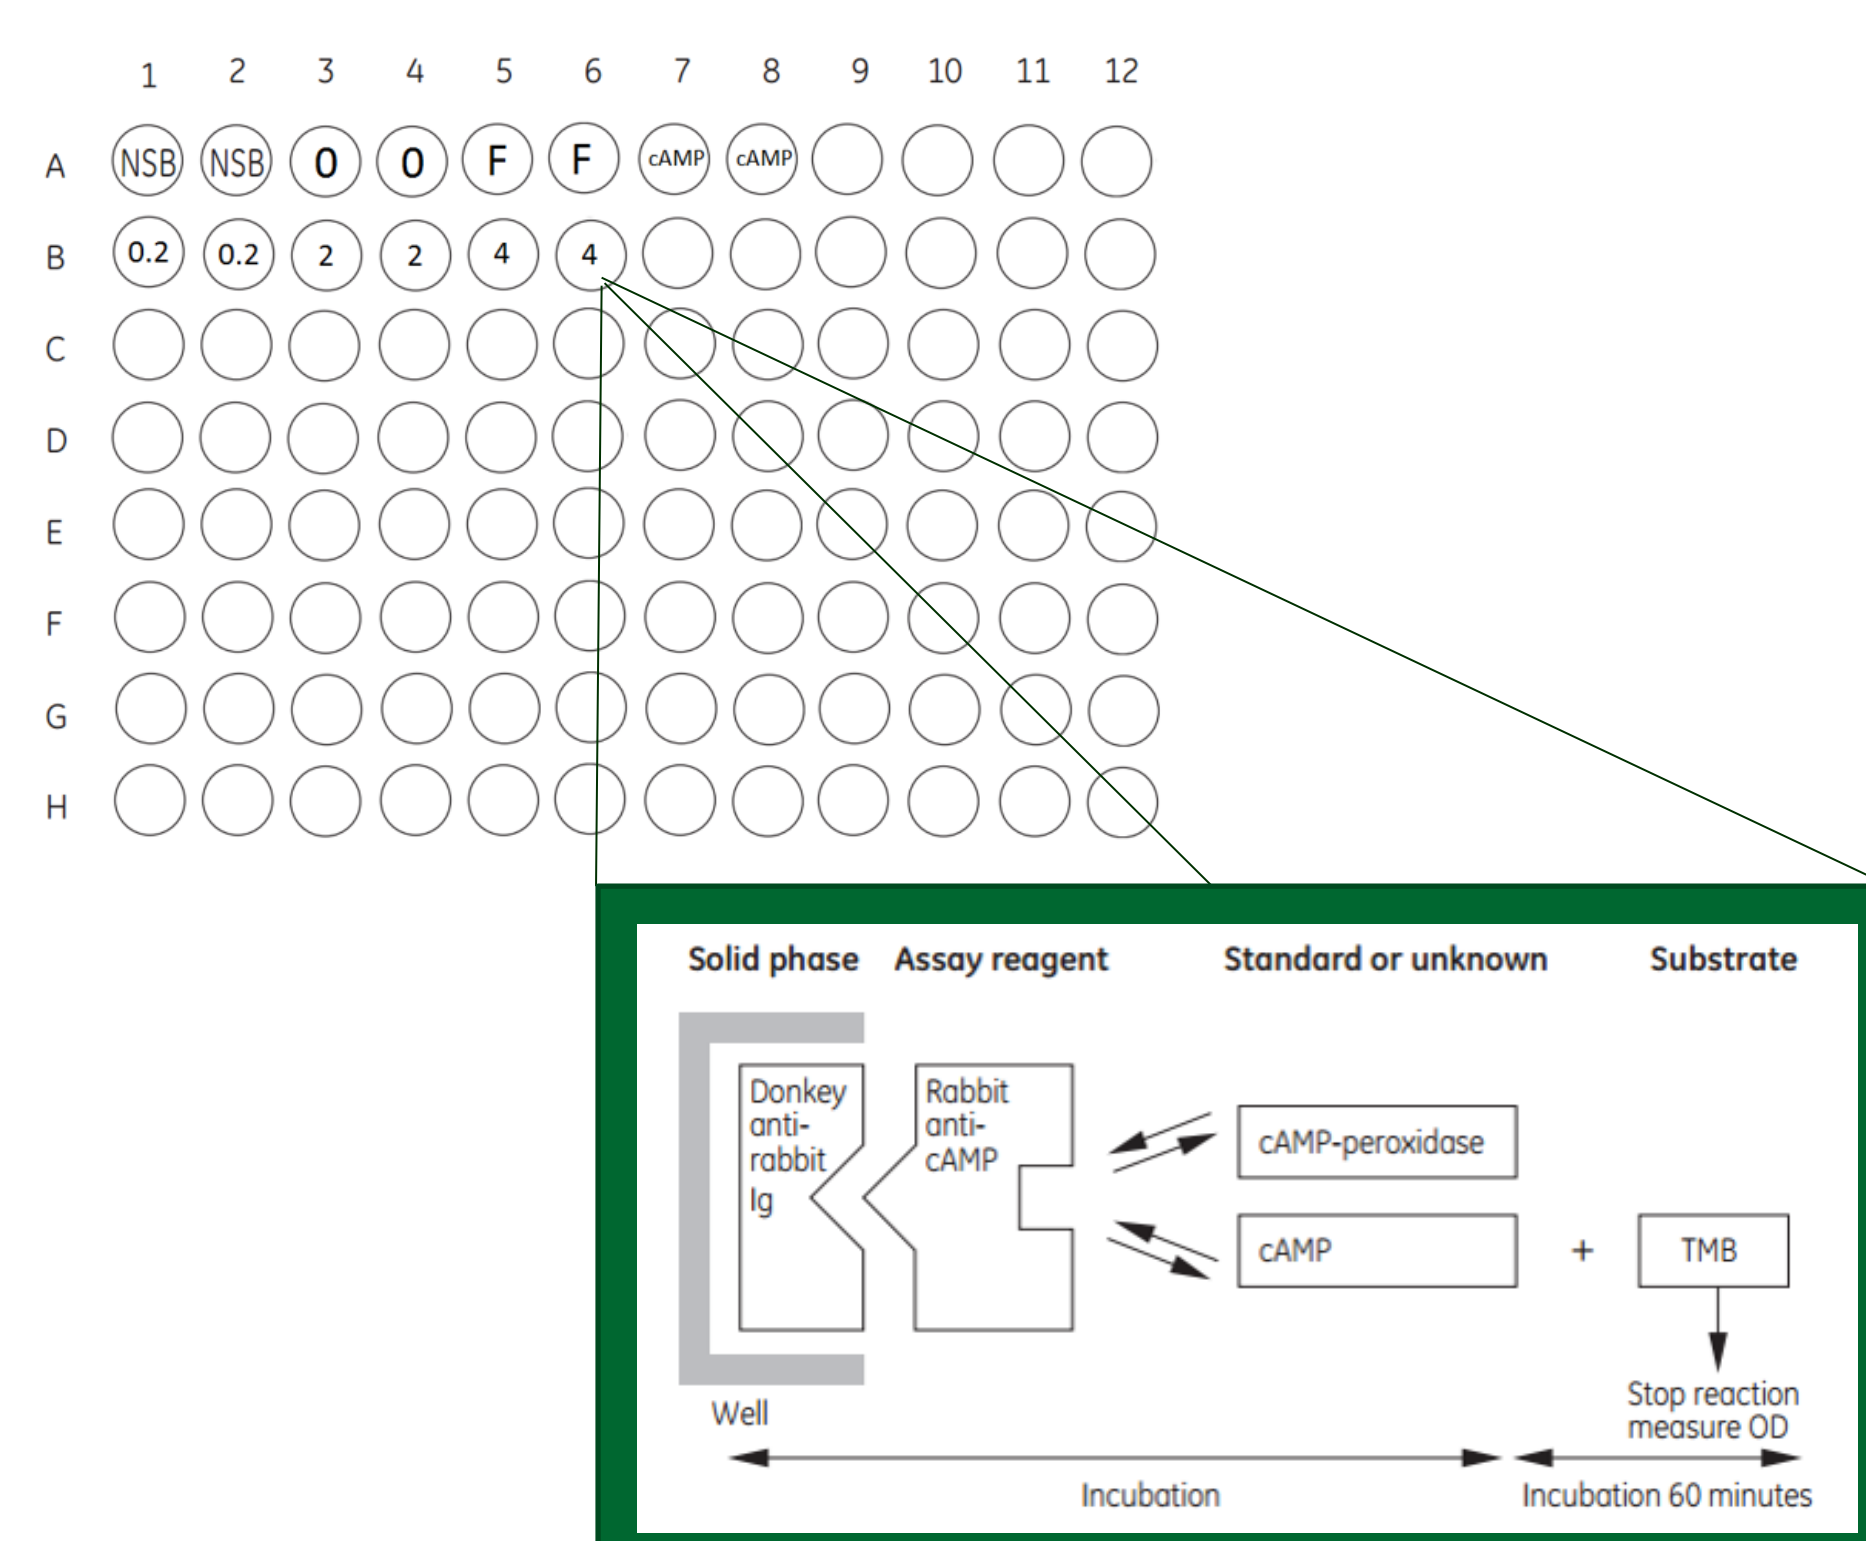 1 2 3 4 5 6 7 8 9 10 11 12
A NSB NSB 0 0 F F cAMP cAMP
B 0.2 0.2 2 2 4 4
C
D
E
F
G
H
Solid phase Assay reagent Standard or unknown Substrate
Donkey
anti-
rabbit
Ig
Rabbit
anti-
cAMP
cAMP-peroxidase
cAMP + TMB
Stop reaction
measure OD
Well
Incubation Incubation 60 minutes